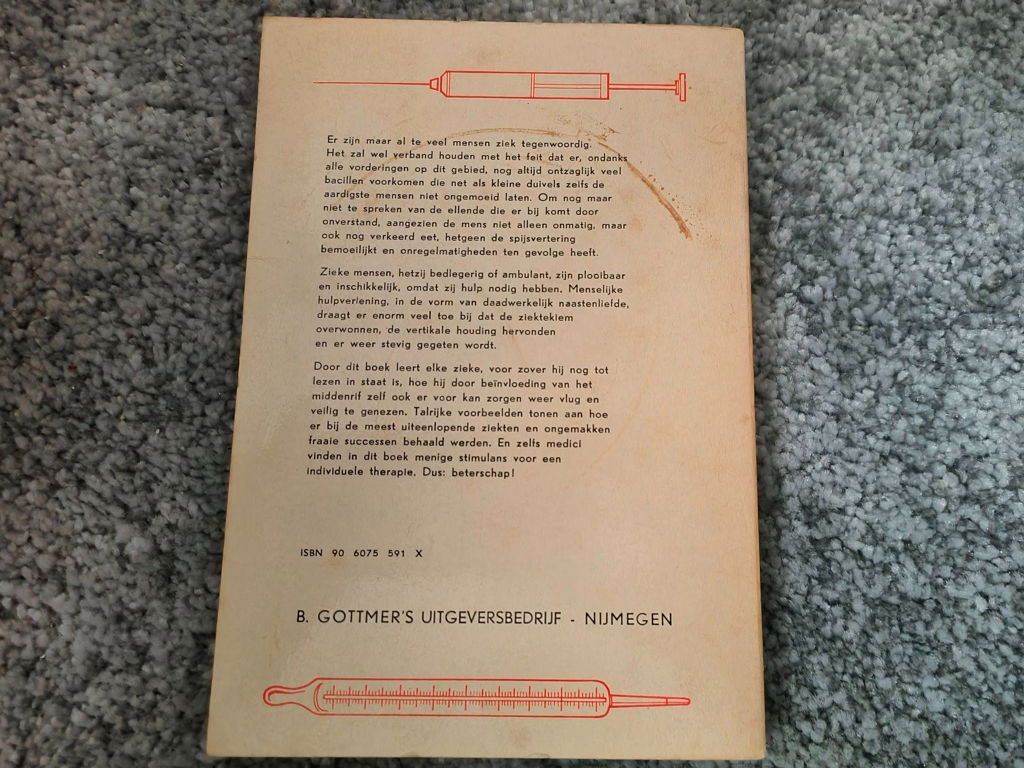 Er zijn maar al te veel mensen ziek tegenwoordig.
Het zal wel verband houden met het feit dat er, ondanks
alle vorderingen op dit gebied, nog altijd ontzaglijk veel
bacillen voorkomen die net als kleine duivels zelfs de
aardigste mensen niet ongemoeid laten. Om nog maar
niet te spreken van de ellende die er bij komt door
onverstand, aangezien de mens niet alleen onmatig, maar
ook nog verkeerd eet, hetgeen de spijsvertering
bemoeilijkt en onregelmatigheden ten gevolge heeft.
Zieke mensen, hetzij bedlegerig of ambulant, zijn plooibaar
en inschikkelijk, omdat zij hulp nodig hebben. Menselijke
hulpverlening, in de vorm van daadwerkelijk naastenliefde,
draagt er enorm veel toe bij dat de ziektekiem
overwonnen, de vertikale houding hervonden
en er weer stevig gegeten wordt.
Door dit boek leert elke zieke, voor zover hij nog tot
lezen in staat is, hoe hij door beïnvloeding van het
middenrif zelf ook er voor kan zorgen weer vlug en
veilig te genezen. Talrijke voorbeelden tonen aan hoe
er bij de meest uiteenlopende ziekten en ongemakken
fraaie successen behaald werden. En zelfs medici
vinden in dit boek menige stimulans voor een
individuele therapie. Dus: beterschap!
ISBN 90 6075 591 X
B. GOTTMER'S UITGEVERSBEDRIJF - NIJMEGEN